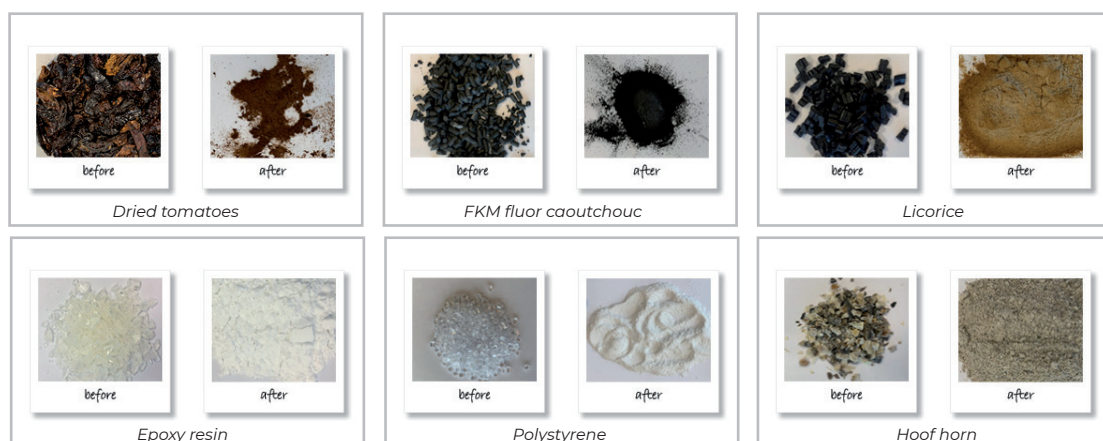 before after
Dried tomatoes
before after
FKM fluor caoutchouc
before after
Licorice
before after
Epoxy resin
before after
Polystyrene
before after
Hoof horn